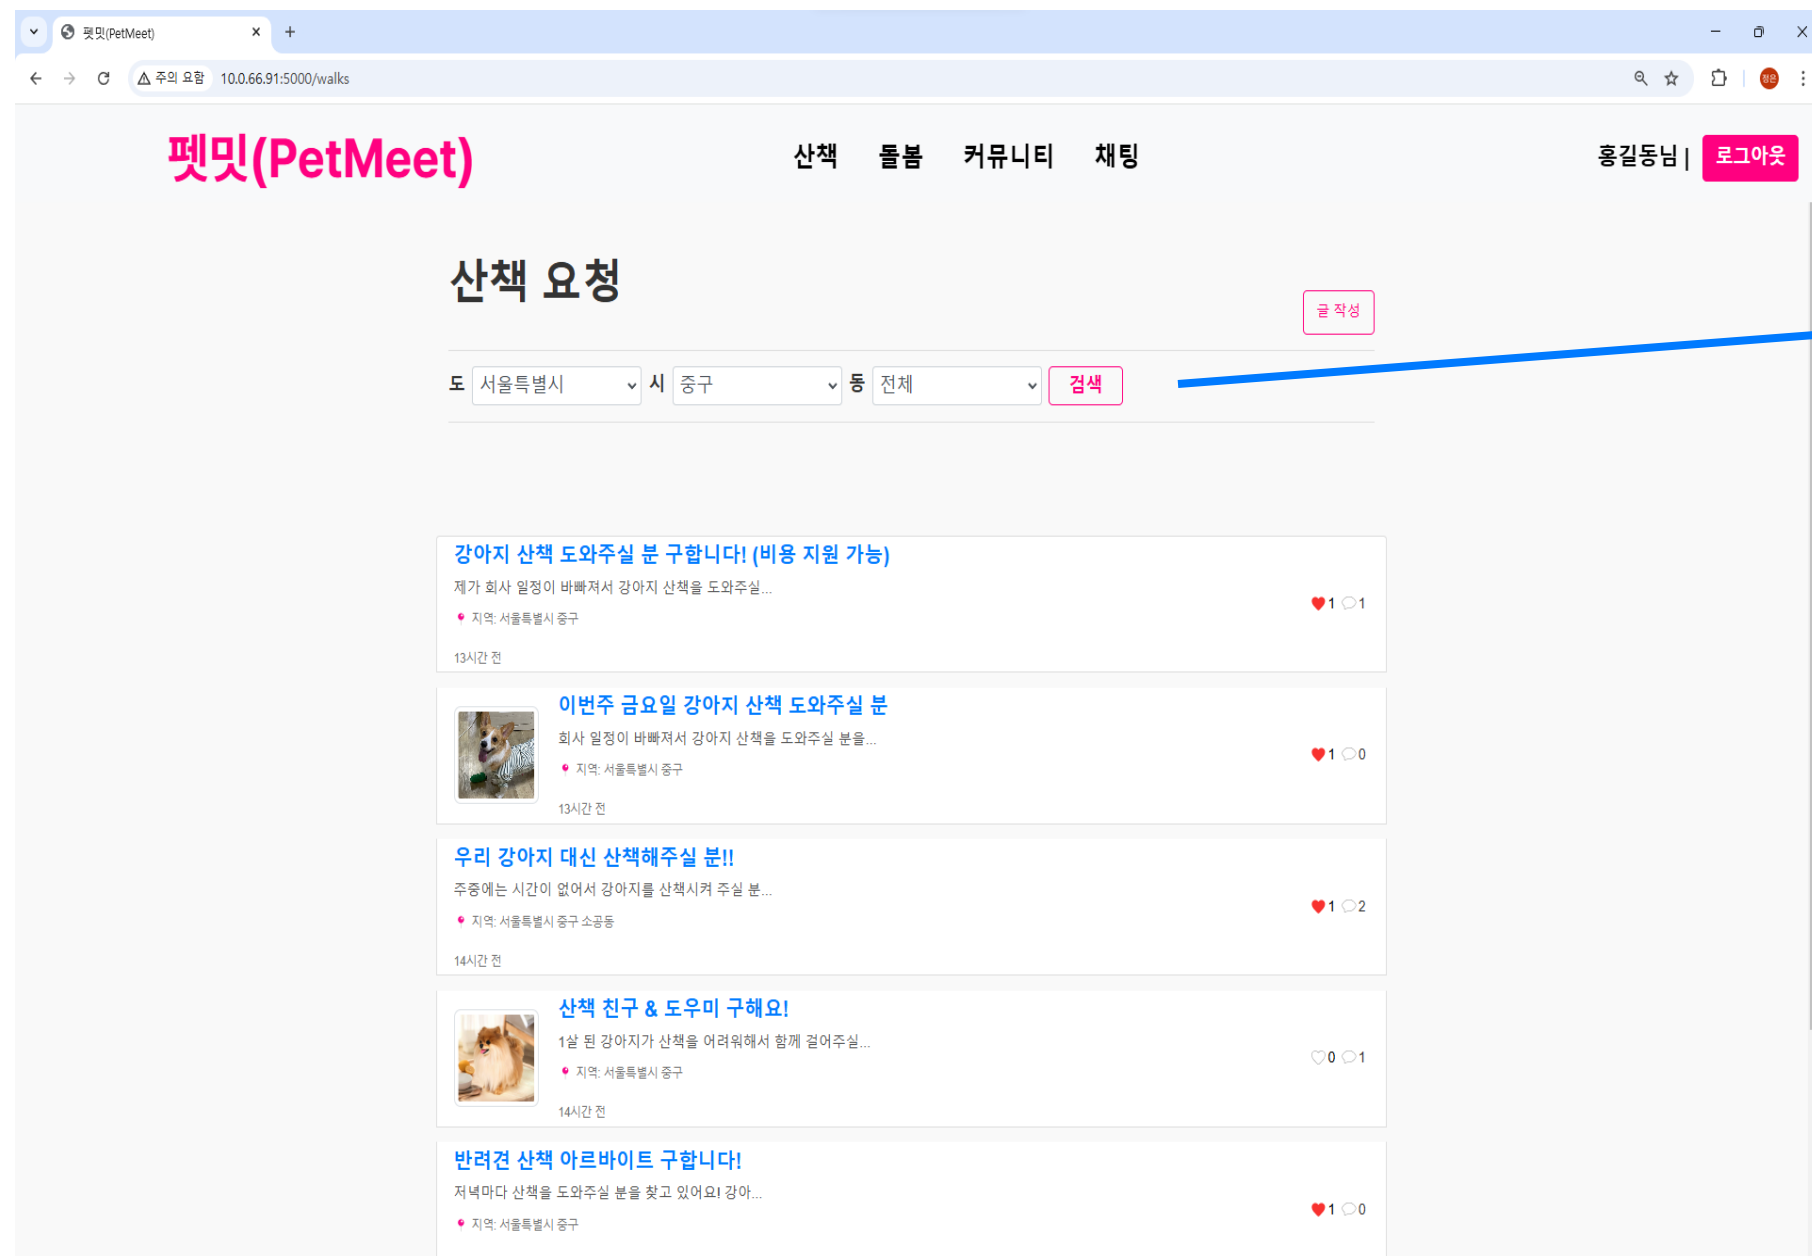 펫밋(PetMeet)
주의 요함 10.0.66.91:5000/walks
정은
펫밋(PetMeet) 산책 돌봄 커뮤니티 채팅 홍길동님 | 로그아웃
산책 요청
글 작성
도 서울특별시 시 중구 동 전체 검색
강아지 산책 도와주실 분 구합니다! (비용 지원 가능)
제가 회사 일정이 바빠져서 강아지 산책을 도와주실...
1 1
지역: 서울특별시 중구
13시간 전
이번주 금요일 강아지 산책 도와주실 분
회사 일정이 바빠져서 강아지 산책을 도와주실 분을...
1 0
지역: 서울특별시 중구
13시간 전
우리 강아지 대신 산책해주실 분!!
주중에는 시간이 없어서 강아지를 산책시켜 주실 분...
1 2
지역: 서울특별시 중구 소공동
14시간 전
산책 친구 & 도우미 구해요!
1살 된 강아지가 산책을 어려워해서 함께 걸어주실...
0 1
지역: 서울특별시 중구
14시간 전
반려견 산책 아르바이트 구합니다!
저녁마다 산책을 도와주실 분을 찾고 있어요! 강아...
1 0
지역: 서울특별시 중구